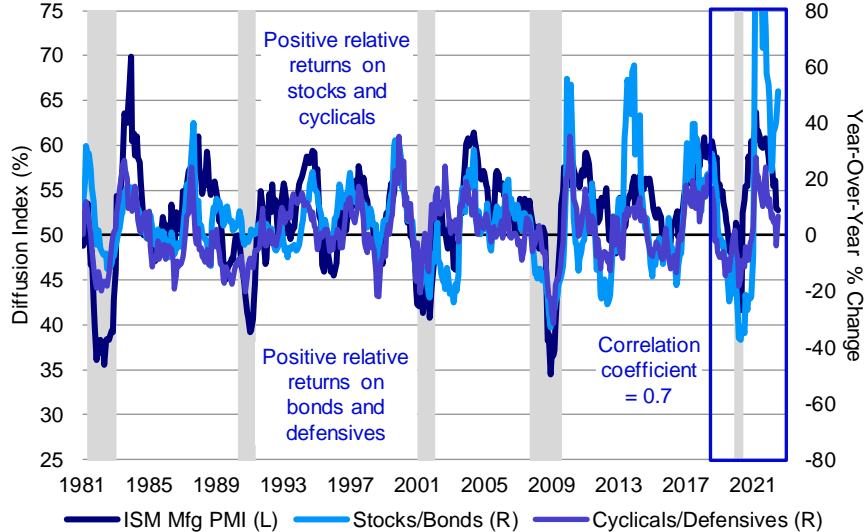 75
70
65
60
55
50
45
40
35
30
25
Diffusion Index (%)
80
60
40
20
0
-20
-40
-60
-80
Year-Over-Year % Change
Positive relative
returns on
stocks and
cyclicals
Positive relative
returns on
bonds and
defensives
Correlation
coefficient
= 0.7
1981 1985 1989 1993 1997 2001 2005 2009 2013 2017 2021
ISM Mfg PMI (L) Stocks/Bonds (R) Cyclicals/Defensives (R)